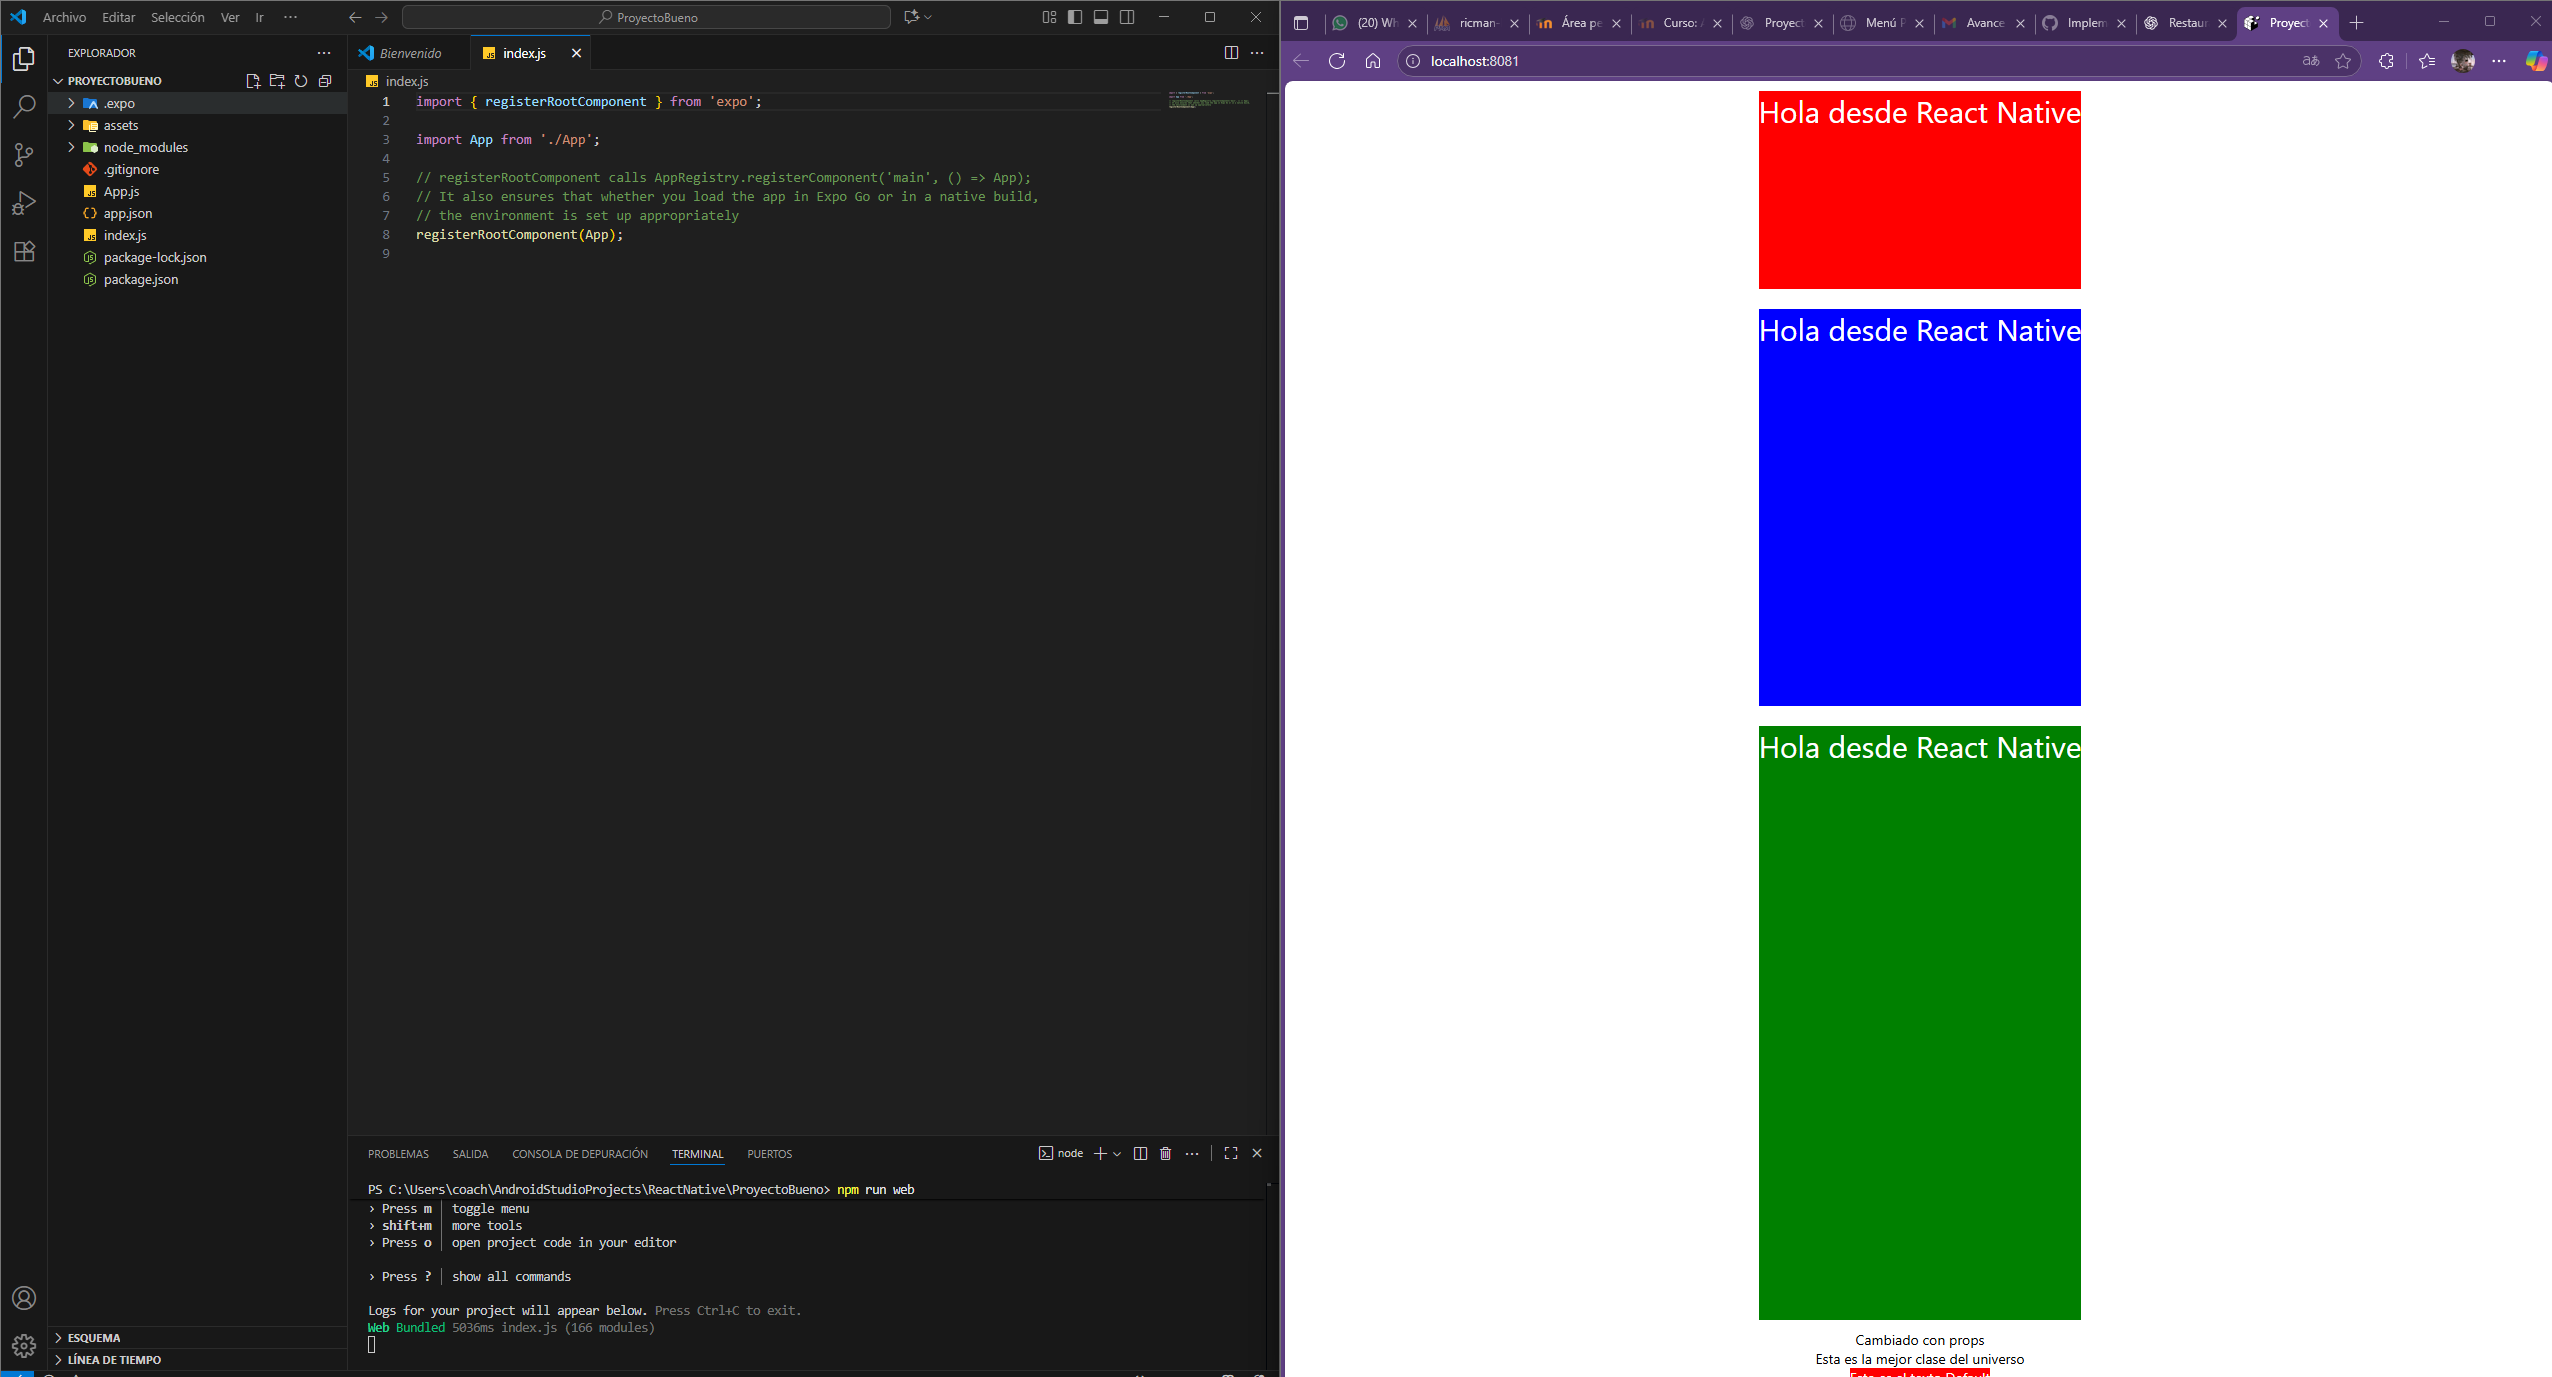 Archivo Editar Selección Ver Ir ···
ProyectoBueno
EXPLORADOR
PROYECTOBUENO
.expo
assets
node_modules
.gitignore
App.js
app.json
index.js
package-lock.json
package.json
ESQUEMA
LÍNEA DE TIEMPO
Bienvenido
index.js
index.js
1 import { registerRootComponent } from 'expo';
2
3 import App from './App';
4
5 // registerRootComponent calls AppRegistry.registerComponent('main', () => App);
6 // It also ensures that whether you load the app in Expo Go or in a native build,
7 // the environment is set up appropriately
8 registerRootComponent(App);
9
PROBLEMAS SALIDA CONSOLA DE DEPURACIÓN TERMINAL PUERTOS
node
PS C:\Users\coach\AndroidStudioProjects\ReactNative\ProyectoBueno> npm run web
› Press m │ toggle menu
› shift+m │ more tools
› Press o │ open project code in your editor
› Press ? │ show all commands
Logs for your project will appear below. Press Ctrl+C to exit.
Web Bundled 5036ms index.js (166 modules)
(20) Wh
ricman-
Área pe
Curso: A
Proyect
Menú P
Avance
Implem
Restaur
Proyect
localhost:8081
Hola desde React Native
Hola desde React Native
Hola desde React Native
Cambiado con props
Esta es la mejor clase del universo